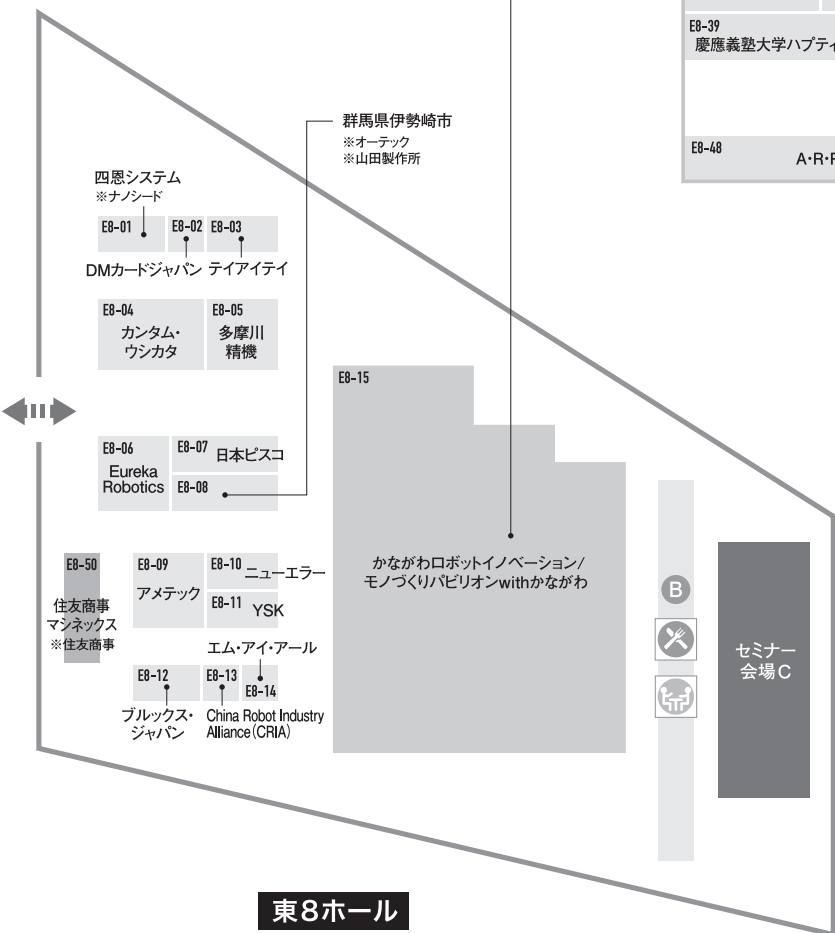 E8-39
慶應義塾大学ハプティ
E8-48
A・R・
群馬県伊勢崎市
※オーテック
※山田製作所
四恩システム
※ナノシード
E8-01
E8-02
E8-03
DMカードジャパン
テイアイテイ
E8-04
カンタム・
ウシカタ
E8-05
多摩川
精機
E8-15
E8-06
Eureka
Robotics
E8-07
日本ピスコ
E8-08
かながわロボットイノベーション/
モノづくりパビリオンwithかながわ
E8-50
住友商事
マシネックス
※住友商事
E8-09
アメテック
E8-10
ニューエラー
E8-11
YSK
エム・アイ・アール
E8-12
E8-13
E8-14
ブルックス・
ジャパン
China Robot Industry
Alliance(CRIA)
B
セミナー
会場C
東8ホール